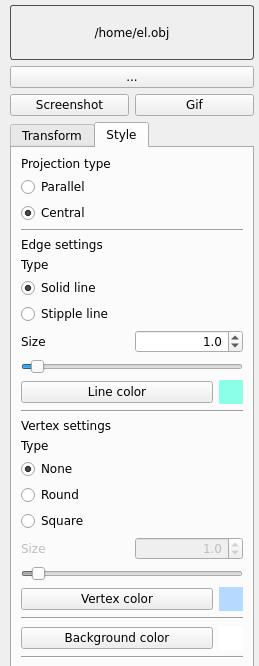 /home/el.obj
...
Screenshot Gif
Transform Style
Projection type
Parallel
Central
Edge settings
Type
Solid line
Stipple line
Size 1.0
Line color
Vertex settings
Type
None
Round
Square
Size 1.0
Vertex color
Background color